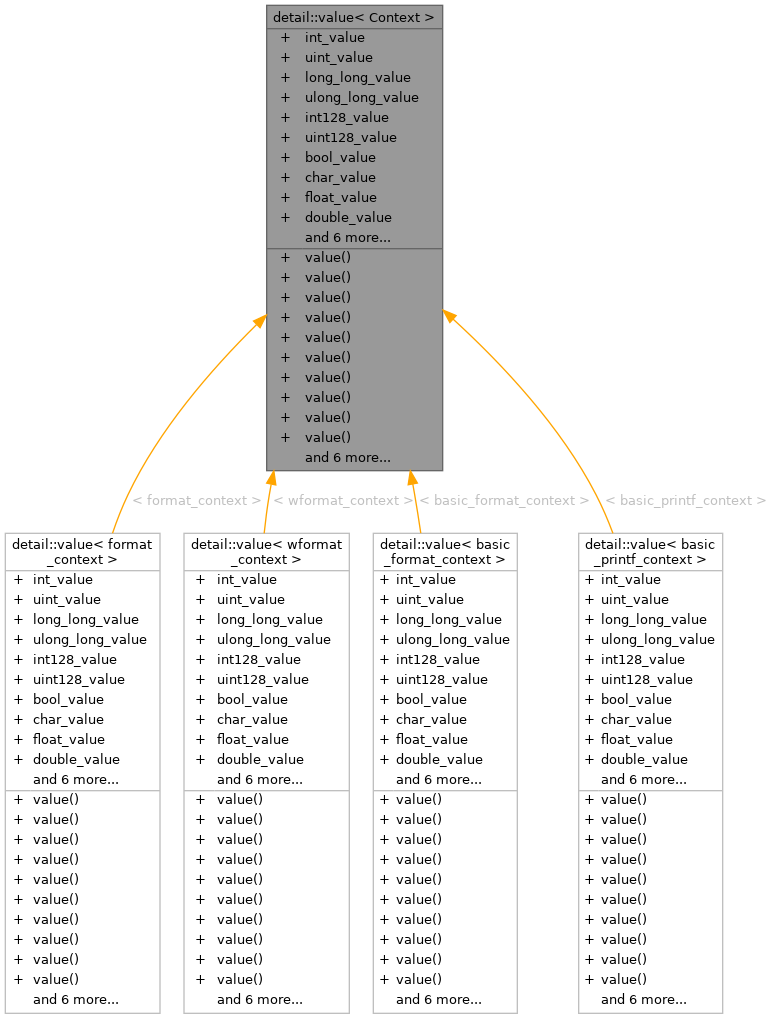 detail::value< Context >
+ int_value
+ uint_value
+ long_long_value
+ ulong_long_value
+ int128_value
+ uint128_value
+ bool_value
+ char_value
+ float_value
+ double_value
and 6 more...
+ value()
+ value()
+ value()
+ value()
+ value()
+ value()
+ value()
+ value()
+ value()
+ value()
and 6 more...
< format_context >
< wformat_context >
< basic_format_context >
< basic_printf_context >
detail::value< format
_context >
+ int_value
+ uint_value
+ long_long_value
+ ulong_long_value
+ int128_value
+ uint128_value
+ bool_value
+ char_value
+ float_value
+ double_value
and 6 more...
+ value()
+ value()
+ value()
+ value()
+ value()
+ value()
+ value()
+ value()
+ value()
+ value()
and 6 more...
detail::value< wformat
_context >
+ int_value
+ uint_value
+ long_long_value
+ ulong_long_value
+ int128_value
+ uint128_value
+ bool_value
+ char_value
+ float_value
+ double_value
and 6 more...
+ value()
+ value()
+ value()
+ value()
+ value()
+ value()
+ value()
+ value()
+ value()
+ value()
and 6 more...
detail::value< basic
_format_context >
+ int_value
+ uint_value
+ long_long_value
+ ulong_long_value
+ int128_value
+ uint128_value
+ bool_value
+ char_value
+ float_value
+ double_value
and 6 more...
+ value()
+ value()
+ value()
+ value()
+ value()
+ value()
+ value()
+ value()
+ value()
+ value()
and 6 more...
detail::value< basic
_printf_context >
+ int_value
+ uint_value
+ long_long_value
+ ulong_long_value
+ int128_value
+ uint128_value
+ bool_value
+ char_value
+ float_value
+ double_value
and 6 more...
+ value()
+ value()
+ value()
+ value()
+ value()
+ value()
+ value()
+ value()
+ value()
+ value()
and 6 more...